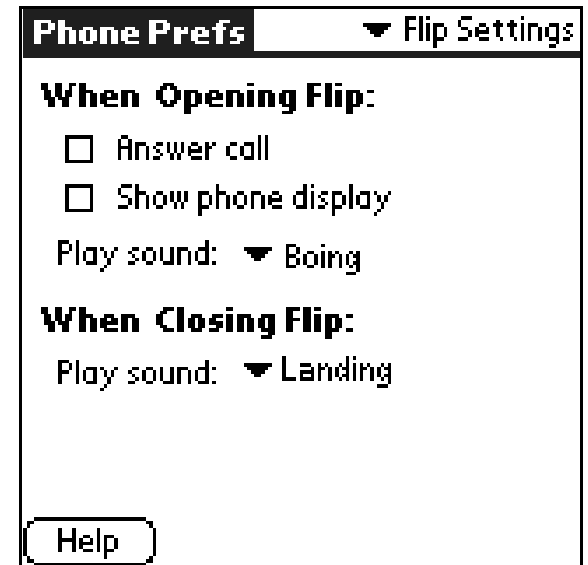 Phone Prefs Flip Settings
When Opening Flip:
Answer call
Show phone display
Play sound: Boing
When Closing Flip:
Play sound: Landing
Help